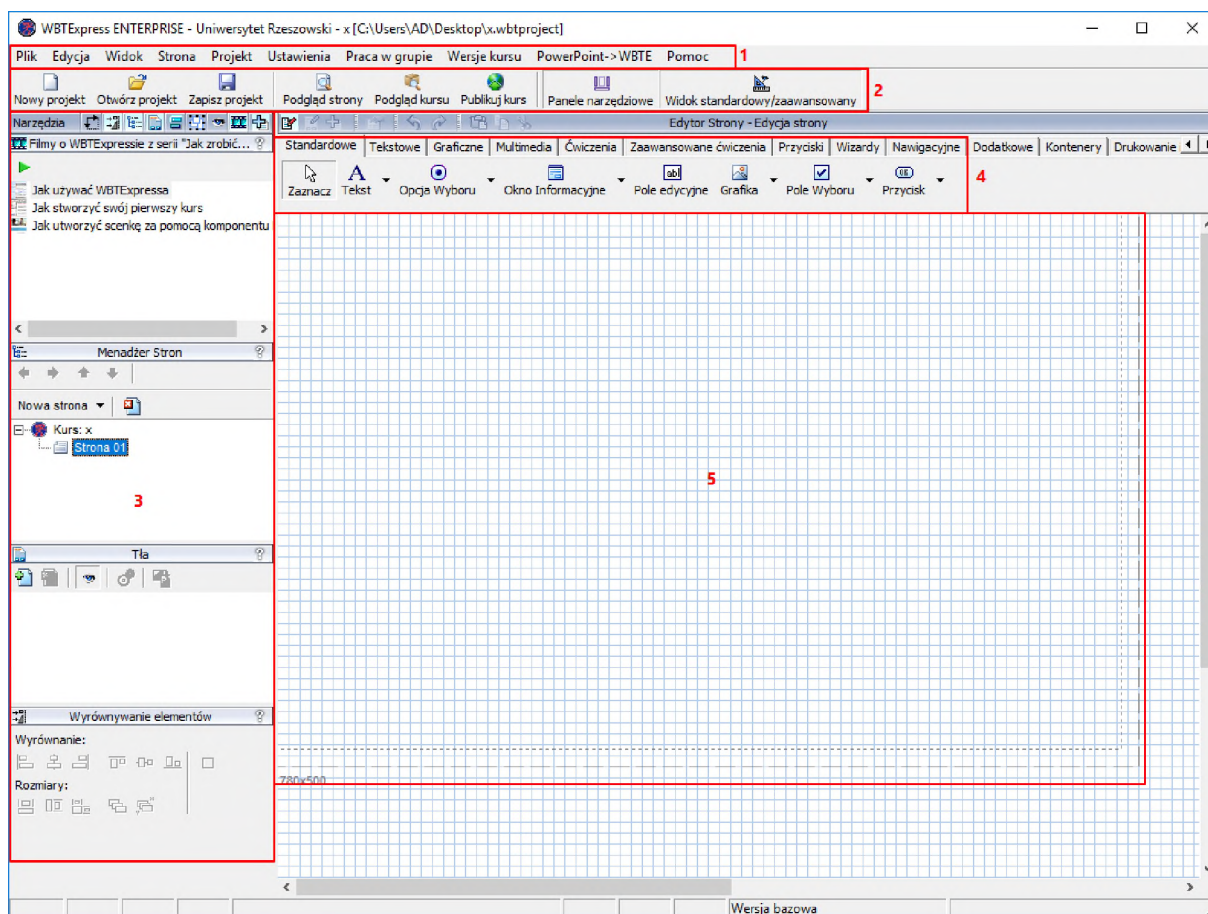 WBTExpress ENTERPRISE - Uniwersytet Rzeszowski - x [C:\Users\AD\Desktop\x.wbtproject]
Plik Edycja Widok Strona Projekt Ustawienia Praca w grupie Wersje kursu PowerPoint->WBTE Pomoc
1
Nowy projekt Otwórz projekt Zapisz projekt Podgląd strony Podgląd kursu Publikuj kurs Panele narzędziowe Widok standardowy/zaawansowany
2
Narzędzia
Edytor Strony - Edycja strony
Filmy o WBTExpressie z serii "Jak zrobić...
Jak używać WBTExpressa
Jak stworzyć swój pierwszy kurs
Jak utworzyć scenkę za pomocą komponentu
Standardowe Tekstowe Graficzne Multimedia Ćwiczenia Zaawansowane ćwiczenia Przyciski Wizardy Nawigacyjne Dodatkowe Kontenery Drukowanie
Zaznacz Tekst Opcja Wyboru Okno Informacyjne Pole edycyjne Grafika Pole Wyboru Przycisk
4
Menadżer Stron
Nowa strona
Kurs: x
Strona 01
3
5
Tła
Wyrównywanie elementów
Wyrównanie:
Rozmiary:
780x500
Wersja bazowa